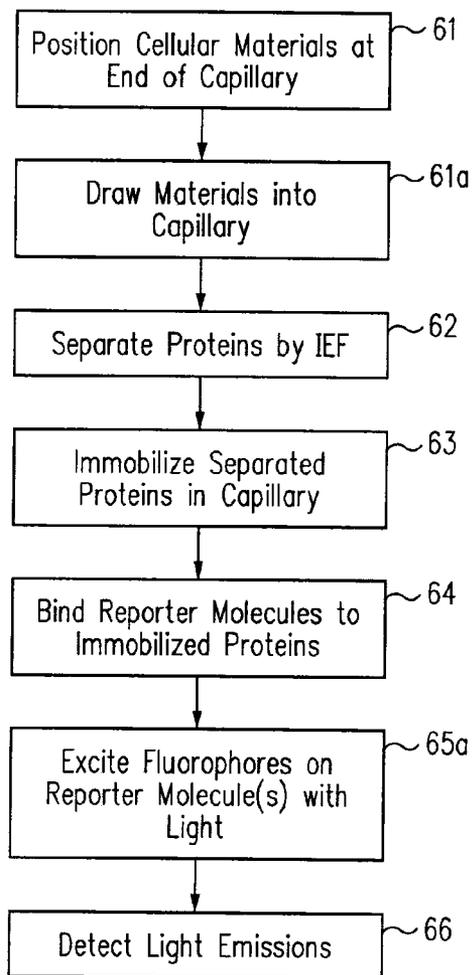 61
Position Cellular Materials at
End of Capillary
61a
Draw Materials into
Capillary
62
Separate Proteins by IEF
63
Immobilize Separated
Proteins in Capillary
64
Bind Reporter Molecules to
Immobilized Proteins
65a
Excite Fluorophores on
Reporter Molecule(s) with
Light
66
Detect Light Emissions